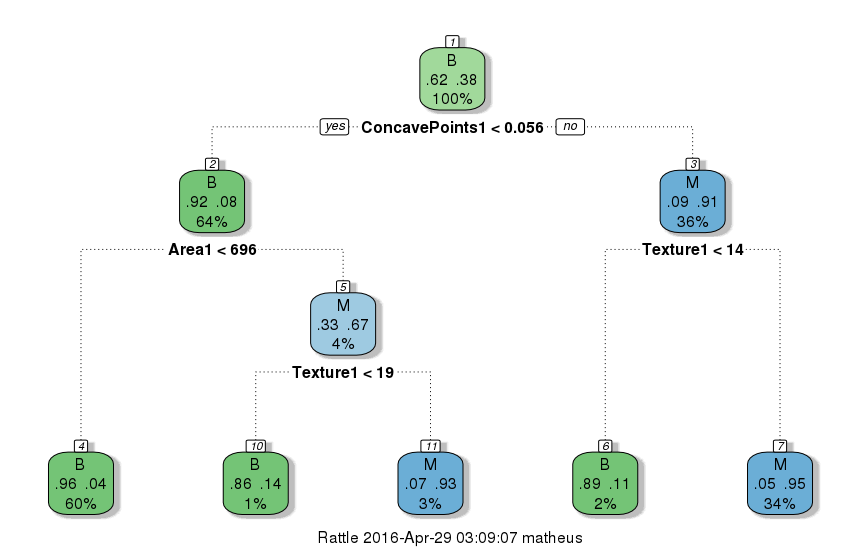 1
B
.62 .38
100%
yes ConcavePoints1 < 0.056 no
2
B
.92 .08
64%
3
M
.09 .91
36%
Area1 < 696
Texture1 < 14
5
M
.33 .67
4%
Texture1 < 19
4
B
.96 .04
60%
10
B
.86 .14
1%
11
M
.07 .93
3%
6
B
.89 .11
2%
7
M
.05 .95
34%
Rattle 2016-Apr-29 03:09:07 matheus